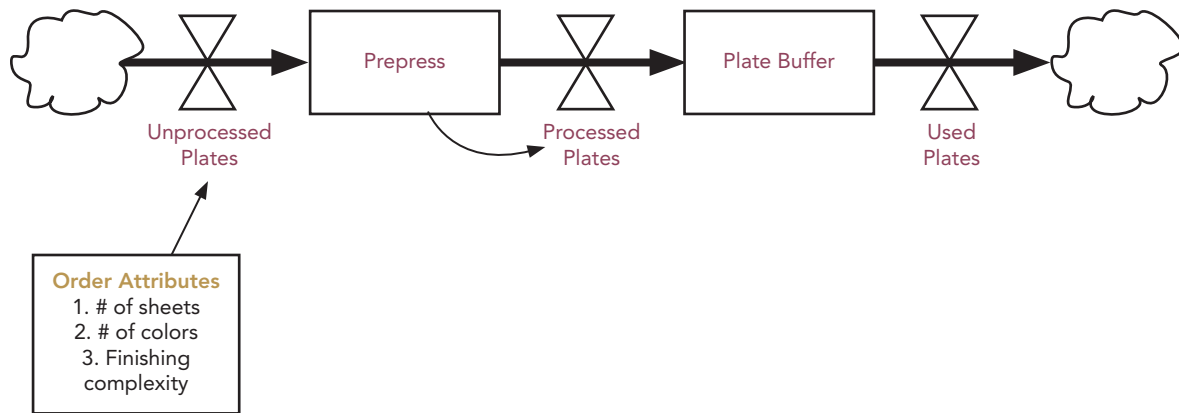 Prepress
Plate Buffer
Unprocessed
Plates
Processed
Plates
Used
Plates
Order Attributes
1. # of sheets
2. # of colors
3. Finishing
complexity